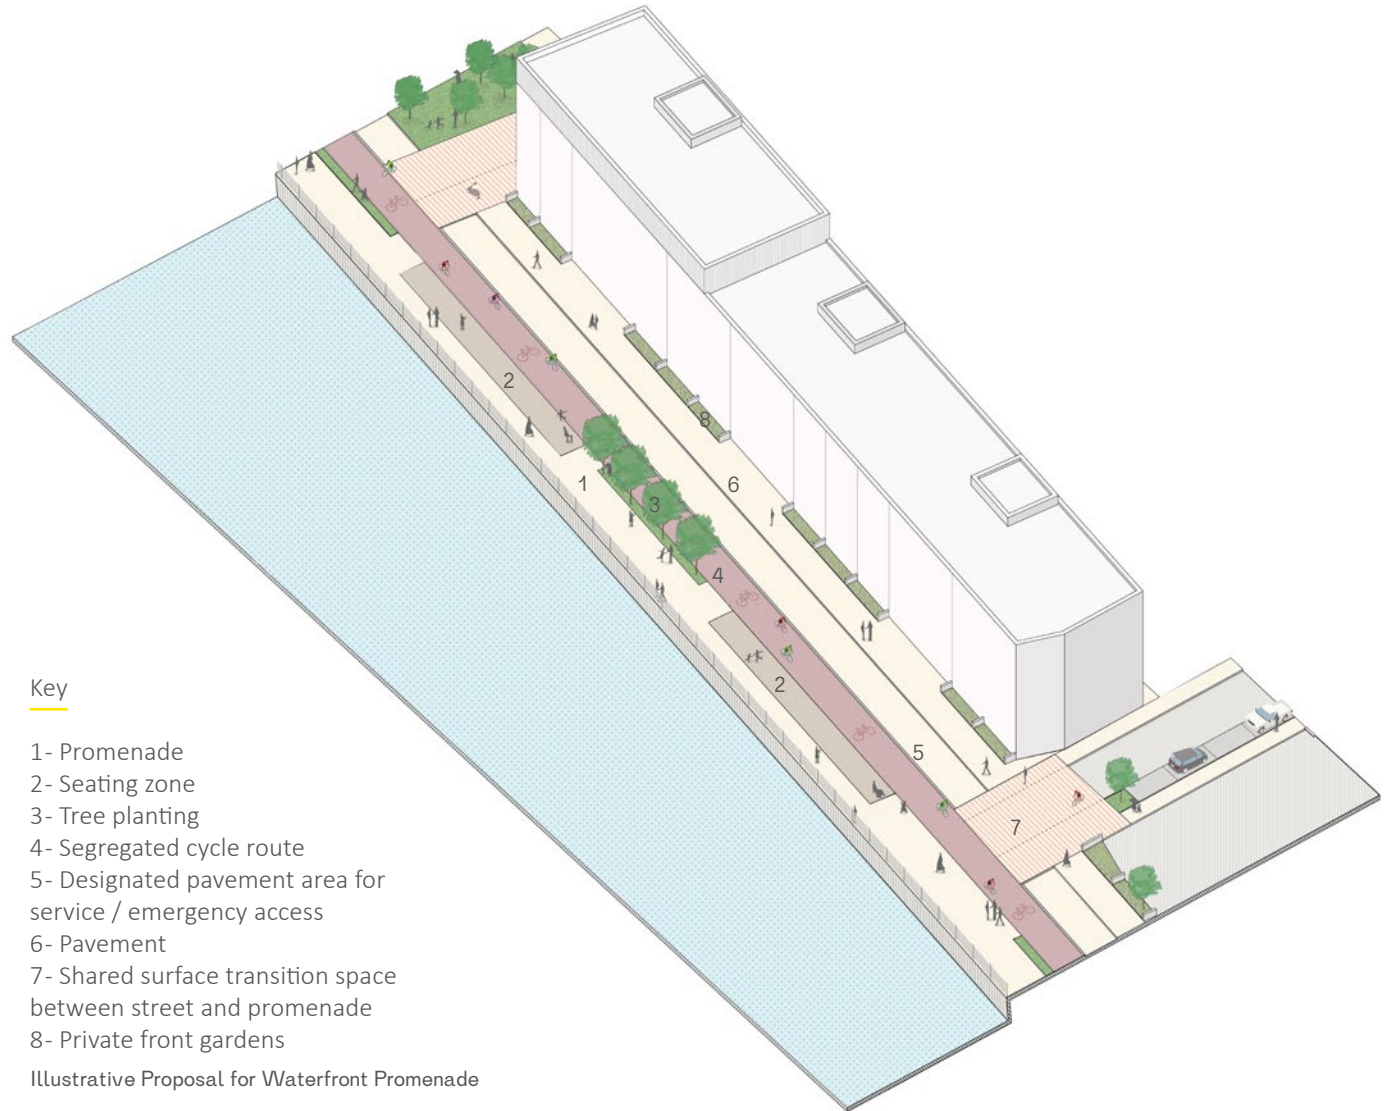 8
2
6
1
3
4
2
5
7
Key
1- Promenade
2- Seating zone
3- Tree planting
4- Segregated cycle route
5- Designated pavement area for
service / emergency access
6- Pavement
7- Shared surface transition space
between street and promenade
8- Private front gardens
Illustrative Proposal for Waterfront Promenade